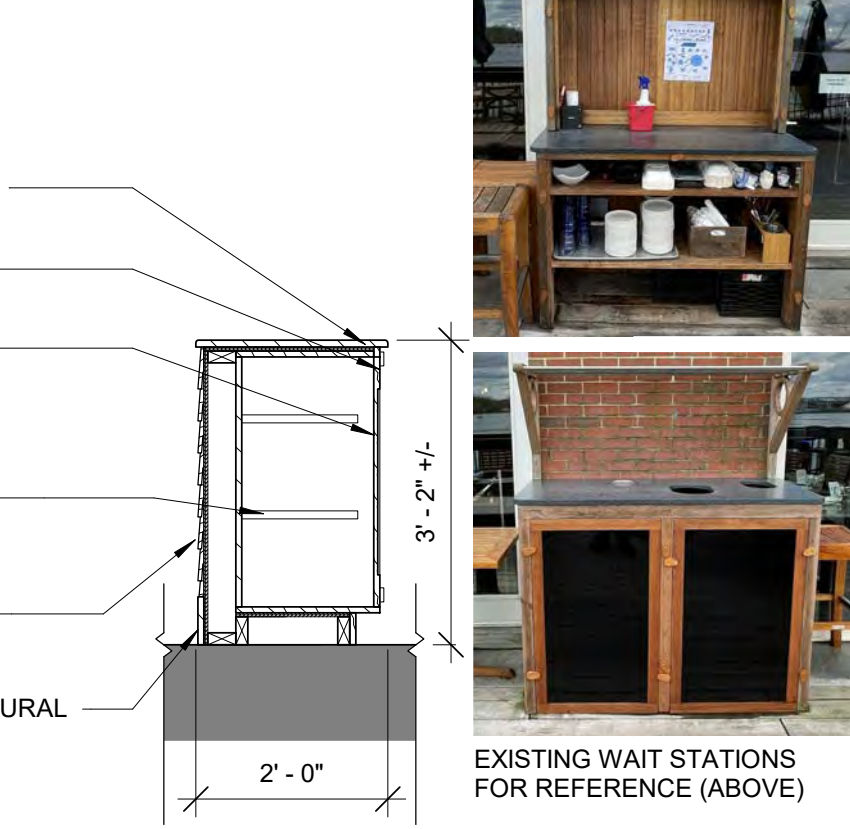 3' - 2" +/-
URAL
2' - 0"
EXISTING WAIT STATIONS
FOR REFERENCE (ABOVE)